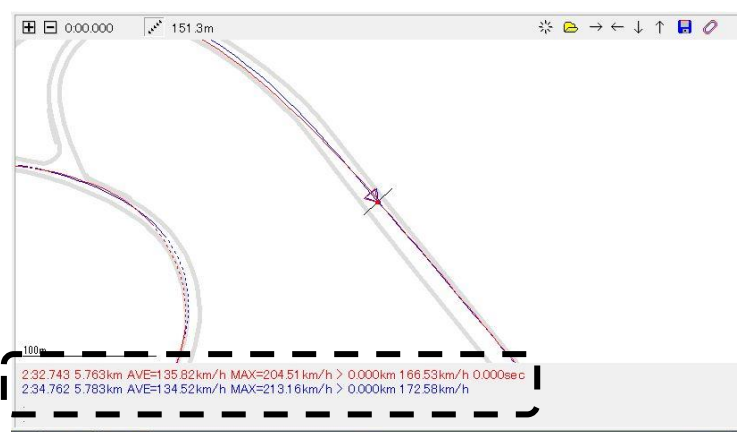 0:00.000 151.3m
100m
2:32.743 5.763km AVE=135.82km/h MAX=204.51km/h > 0.000km 166.53km/h 0.000sec
2:34.762 5.783km AVE=134.52km/h MAX=213.16km/h > 0.000km 172.58km/h